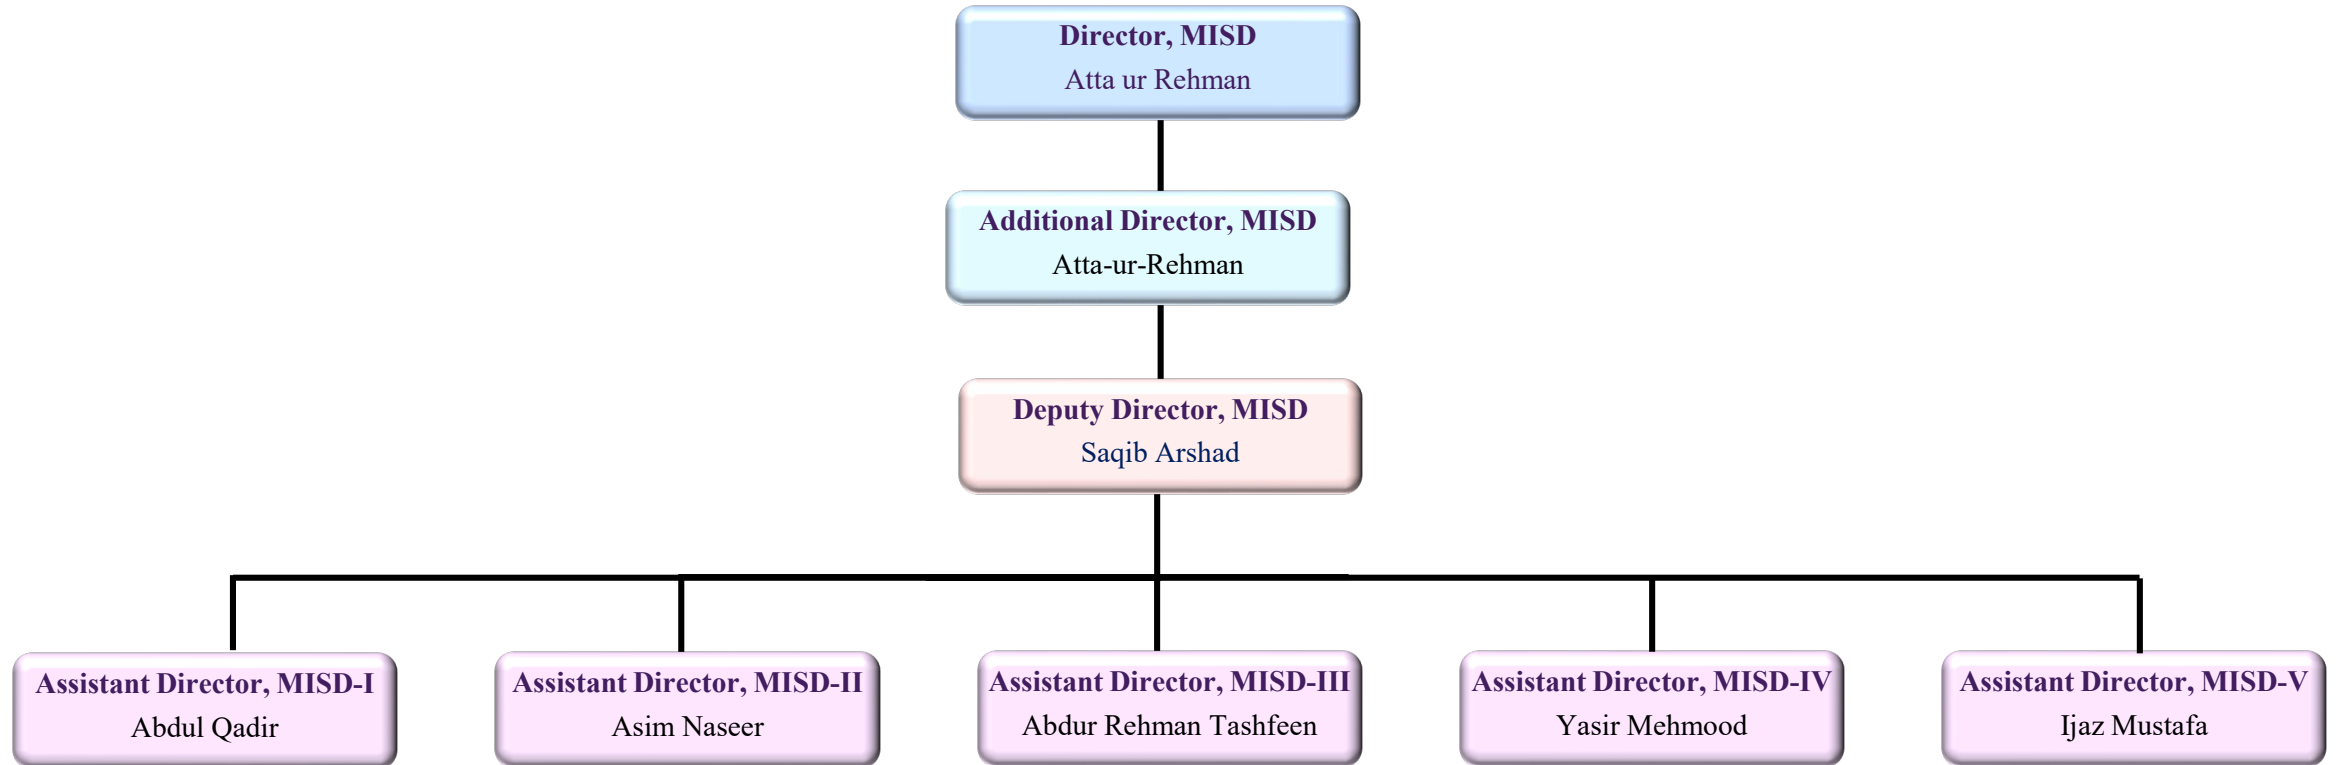 Director, MISD
Atta ur Rehman
Additional Director, MISD
Atta-ur-Rehman
Deputy Director, MISD
Saqib Arshad
Assistant Director, MISD-I
Abdul Qadir
Assistant Director, MISD-II
Asim Naseer
Assistant Director, MISD-III
Abdur Rehman Tashfeen
Assistant Director, MISD-IV
Yasir Mehmood
Assistant Director, MISD-V
Ijaz Mustafa